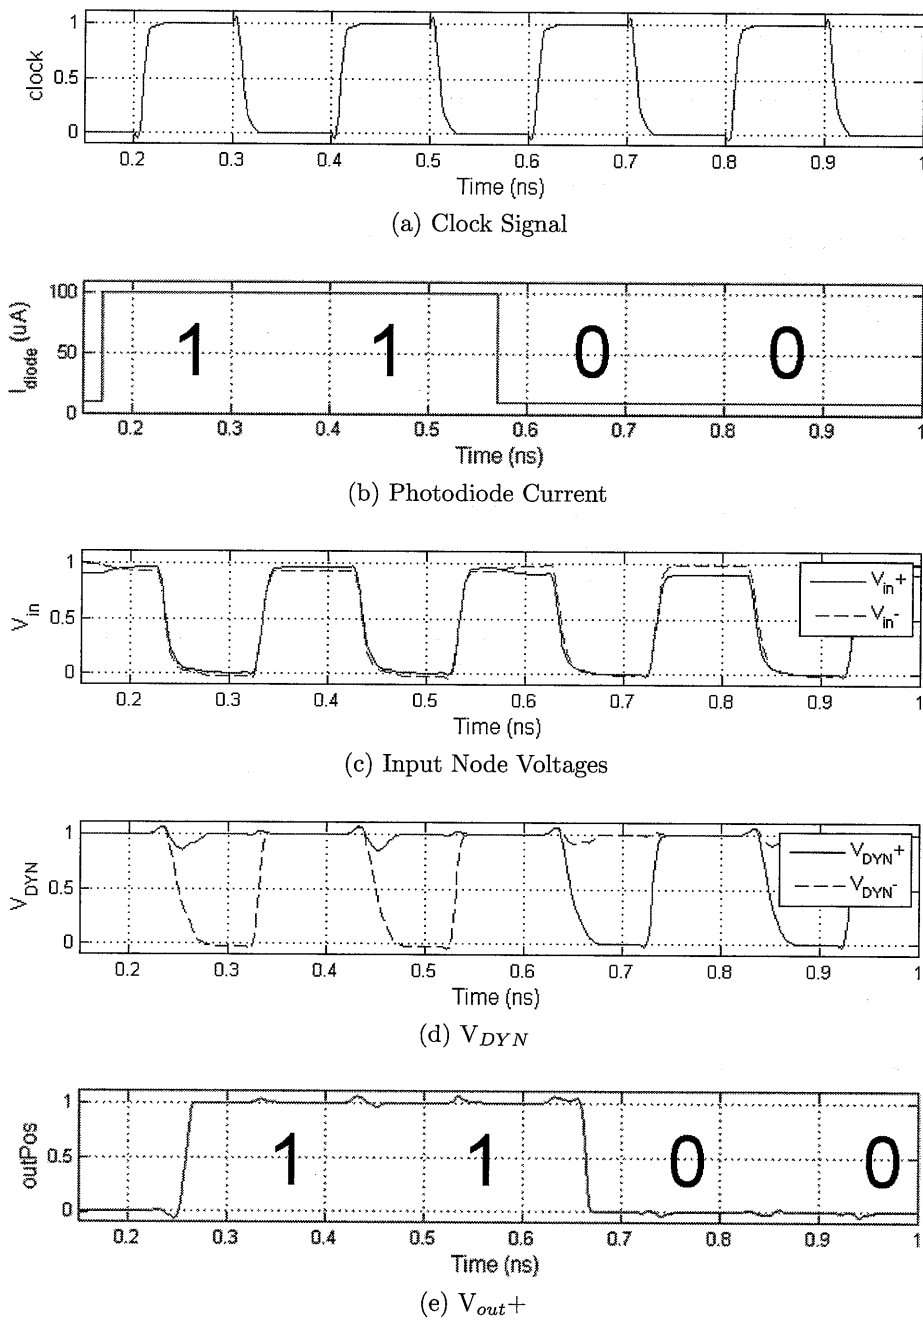 1
0.5
0
clock
0.2 0.3 0.4 0.5 0.6 0.7 0.8 0.9 1
Time (ns)
(a) Clock Signal
100
50
0
I_diode (uA)
1 1 0 0
0.2 0.3 0.4 0.5 0.6 0.7 0.8 0.9 1
Time (ns)
(b) Photodiode Current
1
0.5
0
V_in
V_in+
V_in-
0.2 0.3 0.4 0.5 0.6 0.7 0.8 0.9 1
Time (ns)
(c) Input Node Voltages
1
0.5
0
V_DYN
V_DYN+
V_DYN-
0.2 0.3 0.4 0.5 0.6 0.7 0.8 0.9 1
Time (ns)
(d) V_DYN
1
0.5
0
outPos
1 1 0 0
0.2 0.3 0.4 0.5 0.6 0.7 0.8 0.9 1
Time (ns)
(e) V_out+